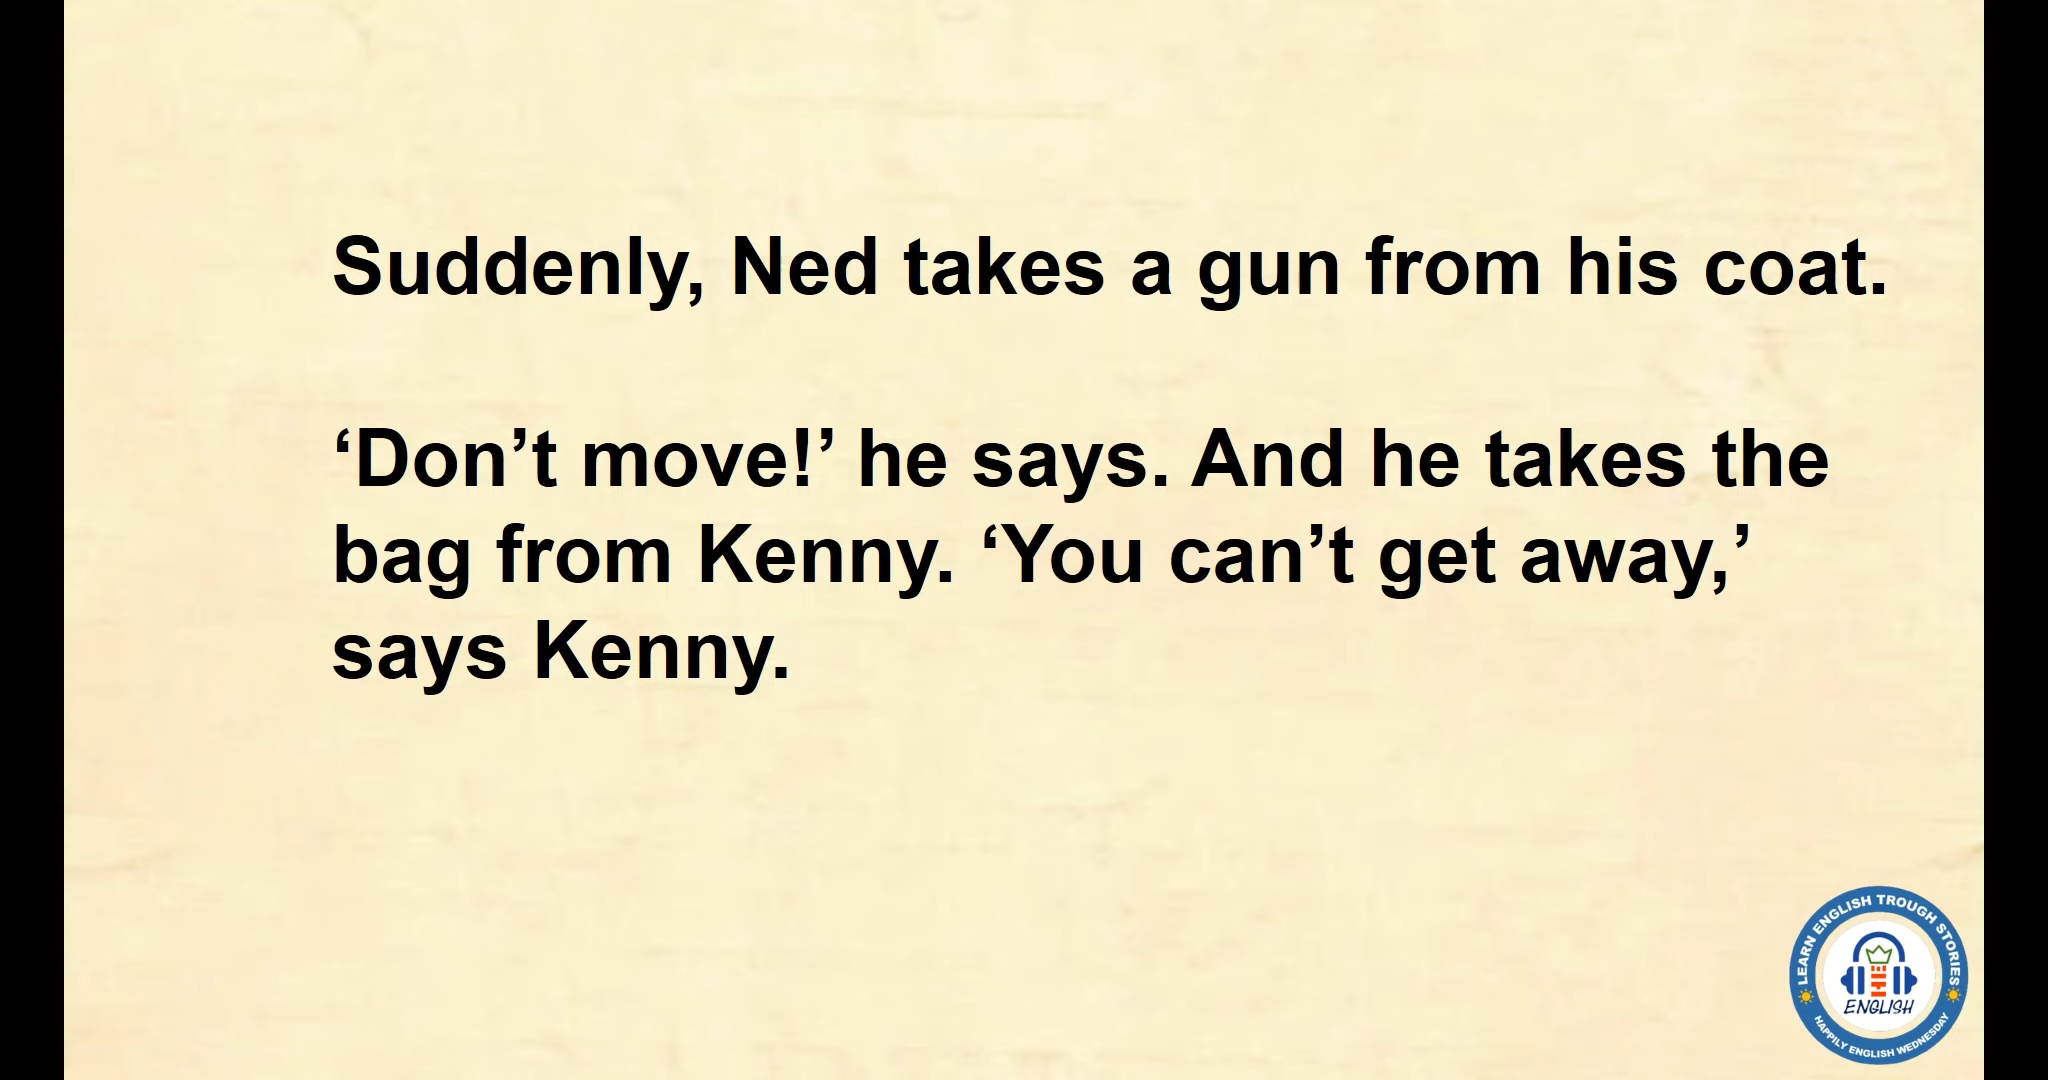 Suddenly, Ned takes a gun from his coat.
‘Don’t move!’ he says. And he takes the
bag from Kenny. ‘You can’t get away,’
says Kenny.
LEARN ENGLISH TROUGH STORIES
ENGLISH
HAPPILY ENGLISH WEDNESDAY